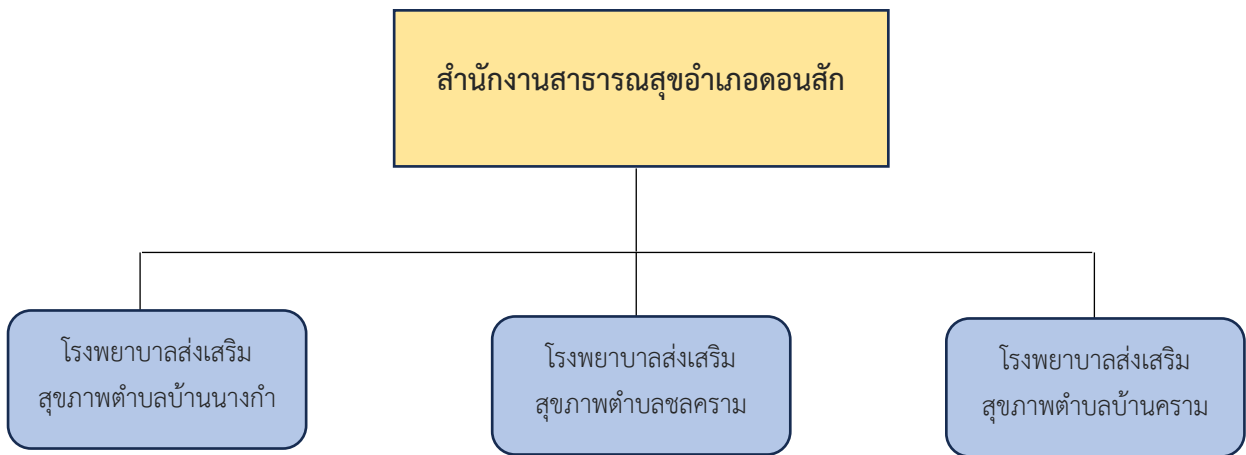 สำนักงานสาธารณสุขอำเภอดอนสัก
โรงพยาบาลส่งเสริม
สุขภาพตำบลบ้านนางกำ
โรงพยาบาลส่งเสริม
สุขภาพตำบลชลคราม
โรงพยาบาลส่งเสริม
สุขภาพตำบลบ้านคราม